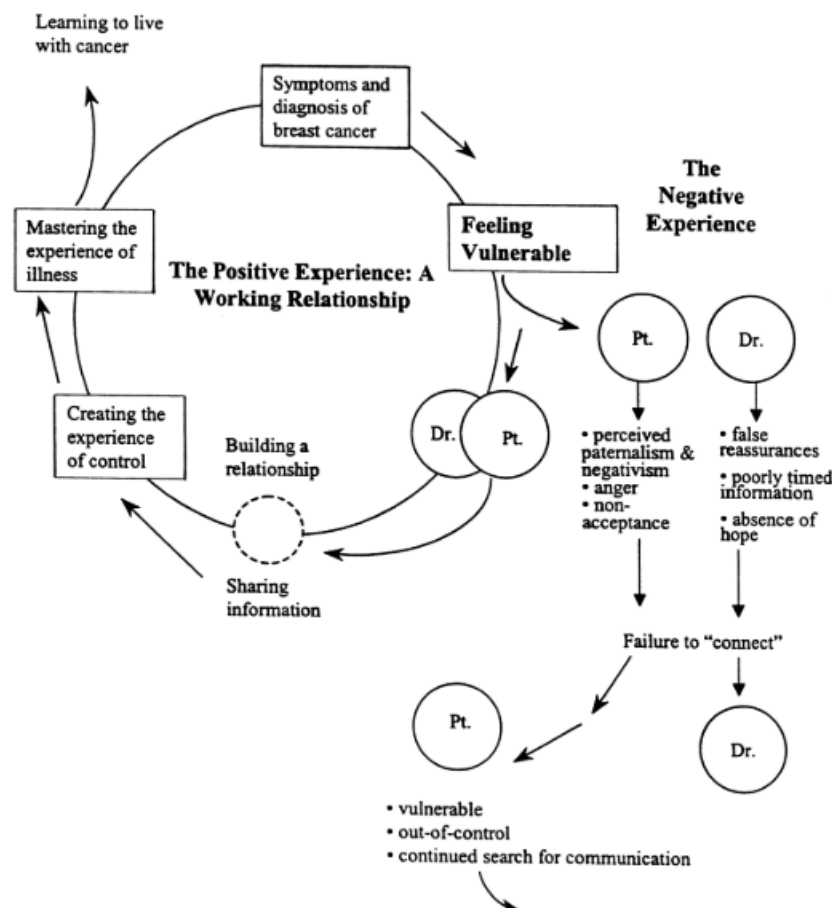 Learning to live
with cancer
Symptoms and
diagnosis of
breast cancer
The
Negative
Experience
Feeling
Vulnerable
Mastering the
experience of
illness
The Positive Experience: A
Working Relationship
Pt.
Dr.
Creating the
experience
of control
Building a
relationship
Dr.
Pt.
• perceived
paternalism &
negativism
• anger
• non-
acceptance
• false
reassurances
• poorly timed
information
• absence of
hope
Sharing
information
Failure to “connect”
Pt.
Dr.
• vulnerable
• out-of-control
• continued search for communication